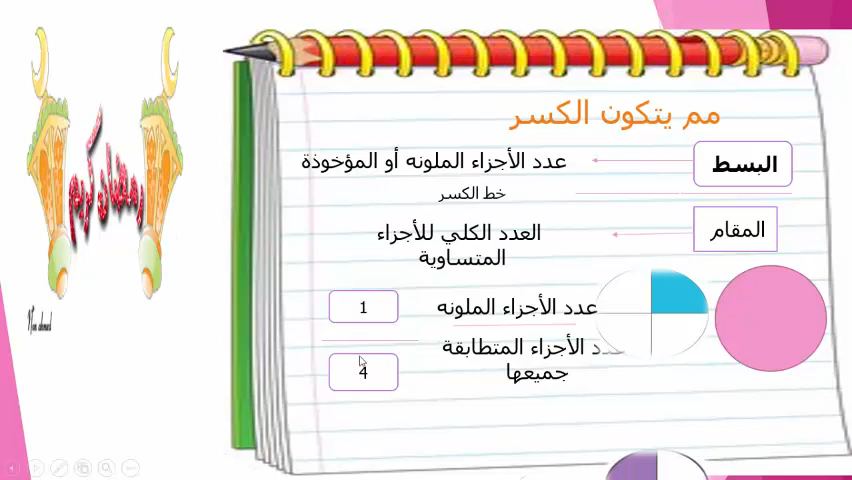 مم يتكون الكسر
البسط
عدد الأجزاء الملونه أو المؤخوذة
خط الكسر
المقام
العدد الكلي للأجزاء
المتساوية
عدد الأجزاء الملونه
1
عدد الأجزاء المتطابقة
جميعها
4
رمضان كريم